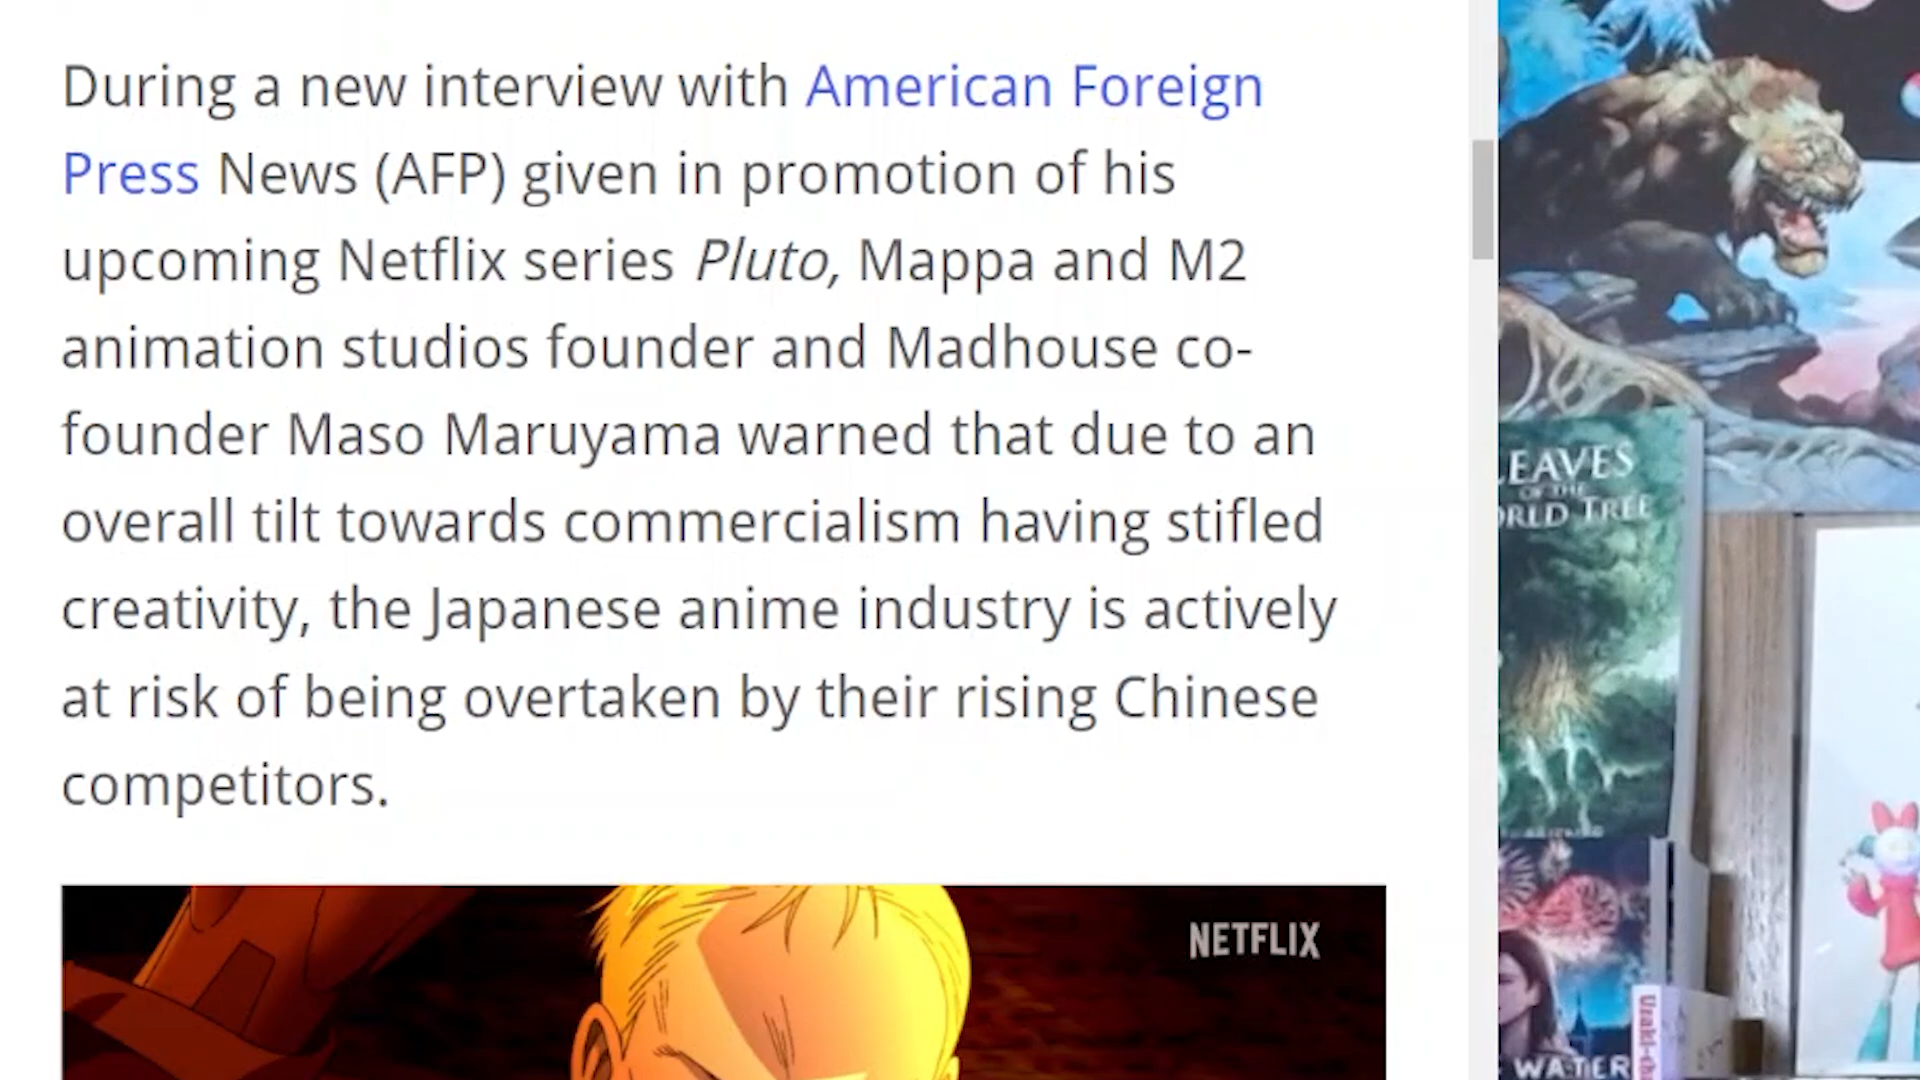 During a new interview with American Foreign
Press News (AFP) given in promotion of his
upcoming Netflix series Pluto, Mappa and M2
animation studios founder and Madhouse co-
founder Maso Maruyama warned that due to an
overall tilt towards commercialism having stifled
creativity, the Japanese anime industry is actively
at risk of being overtaken by their rising Chinese
competitors.
NETFLIX
EAVES
OF THE
ORLD TREE
WATER